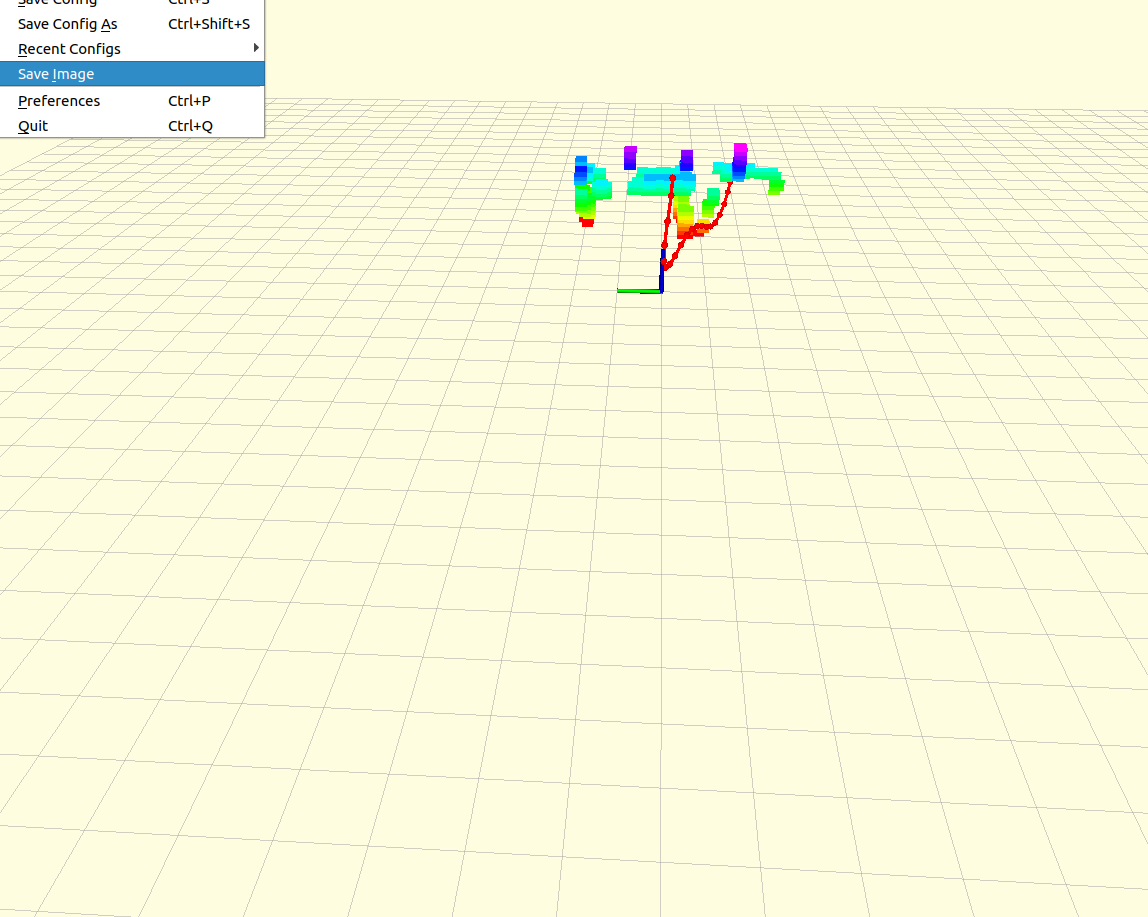 Save Config Ctrl+S
Save Config As Ctrl+Shift+S
Recent Configs
Save Image
Preferences Ctrl+P
Quit Ctrl+Q